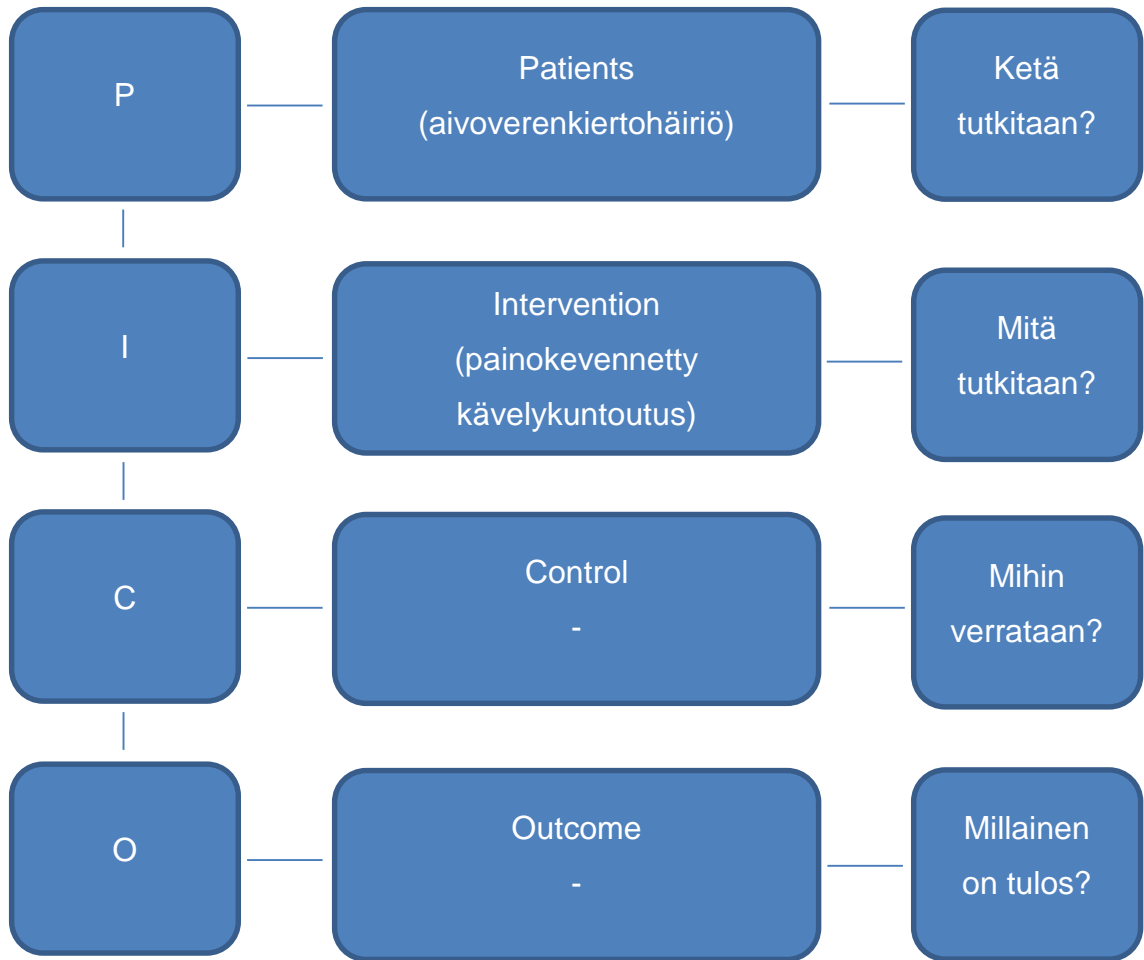 P
Patients
(aivoverenkiertohäiriö)
Ketä
tutkitaan?
I
Intervention
(painokevennetty
kävelykuntoutus)
Mitä
tutkitaan?
C
Control
-
Mihin
verrataan?
O
Outcome
-
Millainen
on tulos?